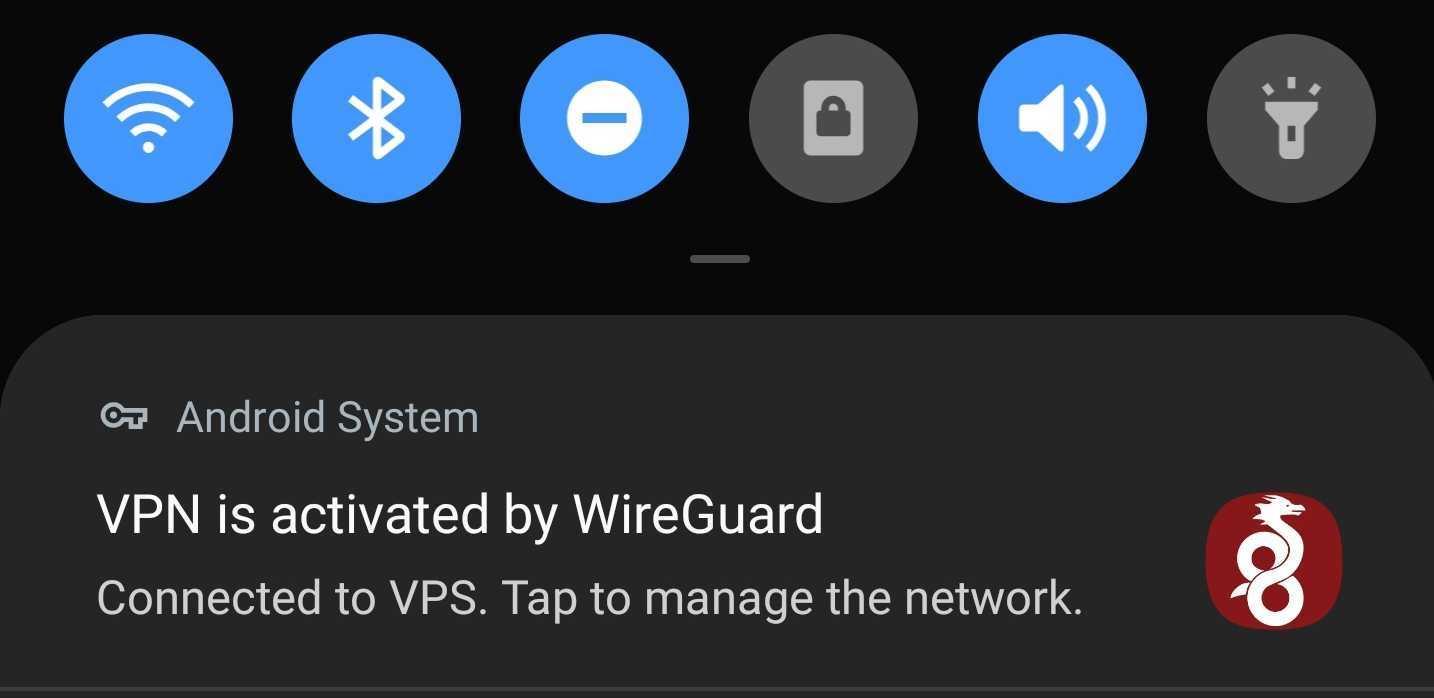 Android System
VPN is activated by WireGuard
Connected to VPS. Tap to manage the network.